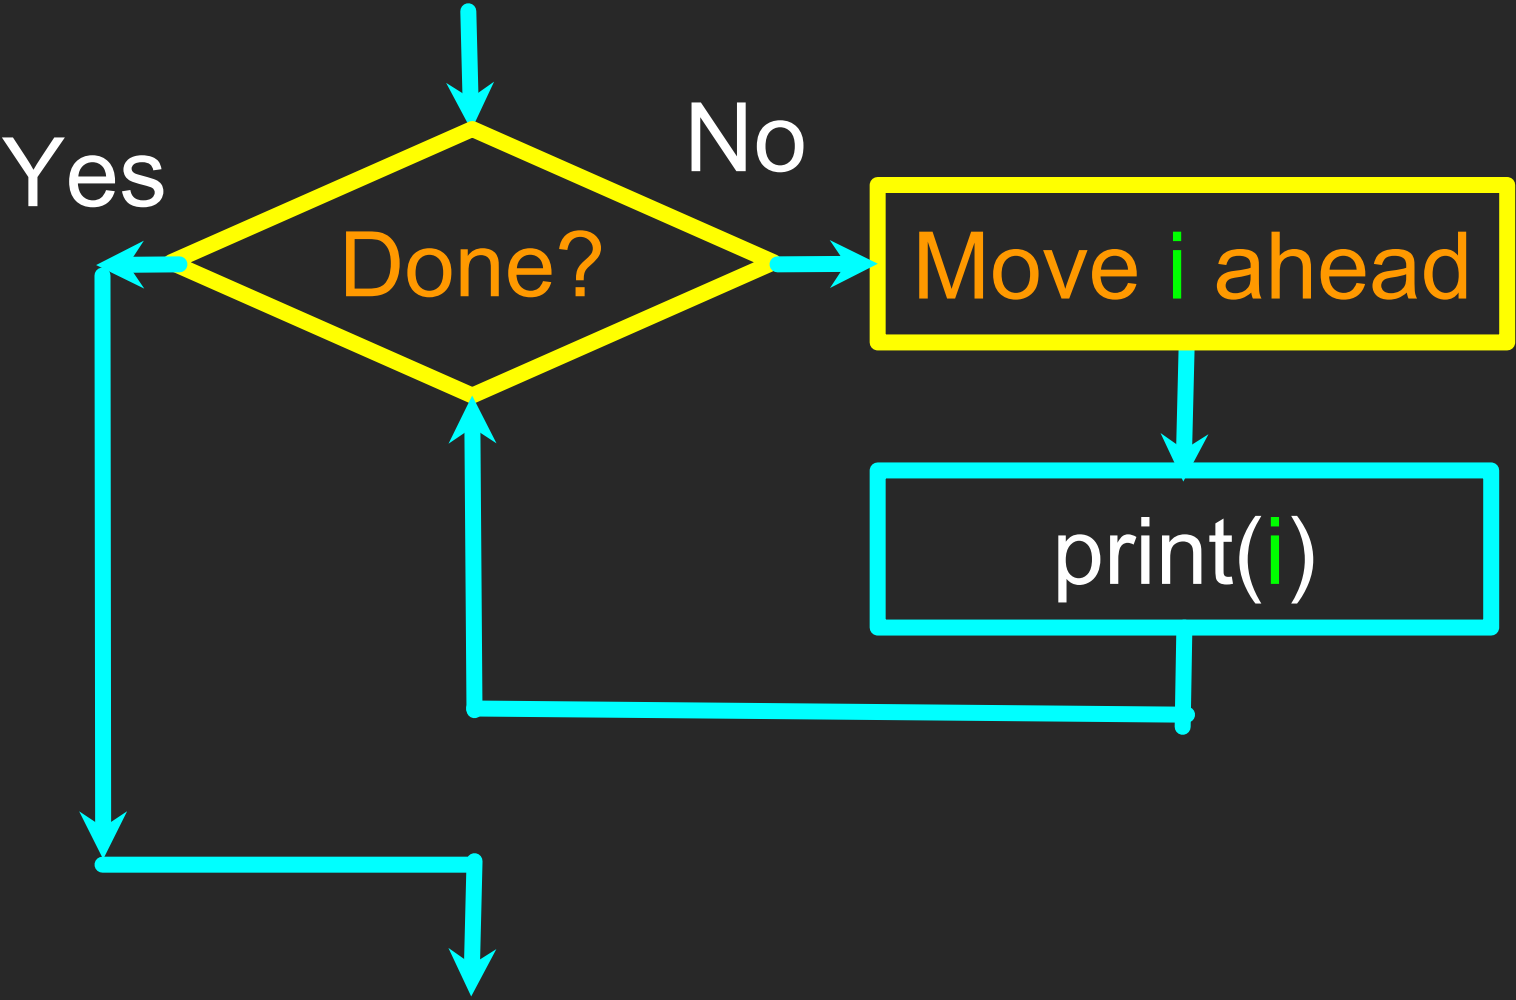 Yes
No
Done?
Move i ahead
print(i)